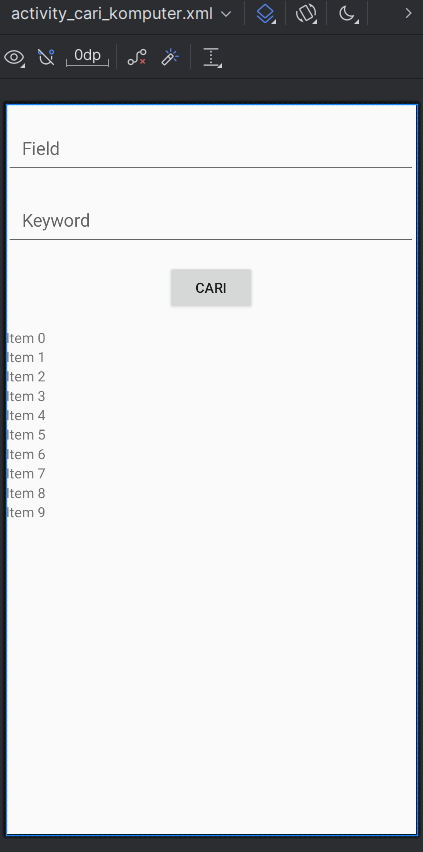 activity_cari_komputer.xml
0dp
Field
Keyword
CARI
Item 0
Item 1
Item 2
Item 3
Item 4
Item 5
Item 6
Item 7
Item 8
Item 9